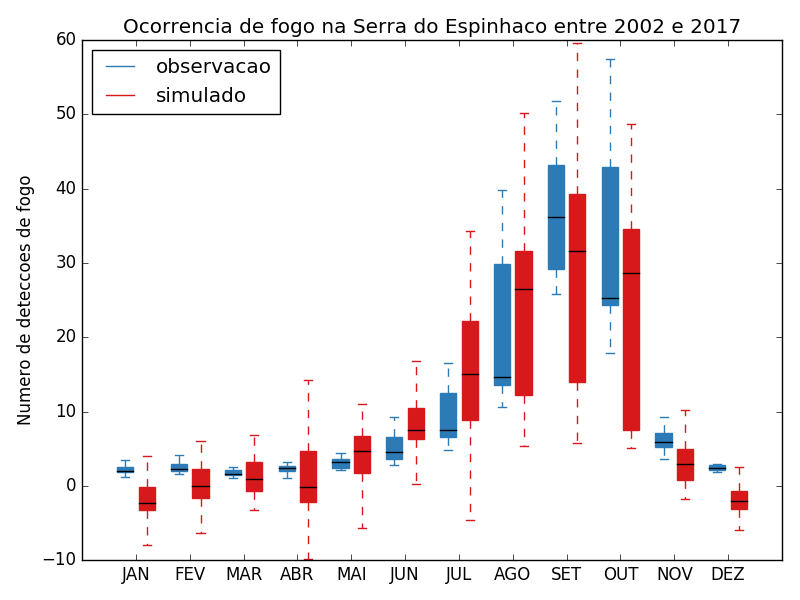 Ocorrencia de fogo na Serra do Espinhaco entre 2002 e 2017
observacao
simulado
Numero de deteccoes de fogo
60
50
40
30
20
10
0
−10
JAN FEV MAR ABR MAI JUN JUL AGO SET OUT NOV DEZ